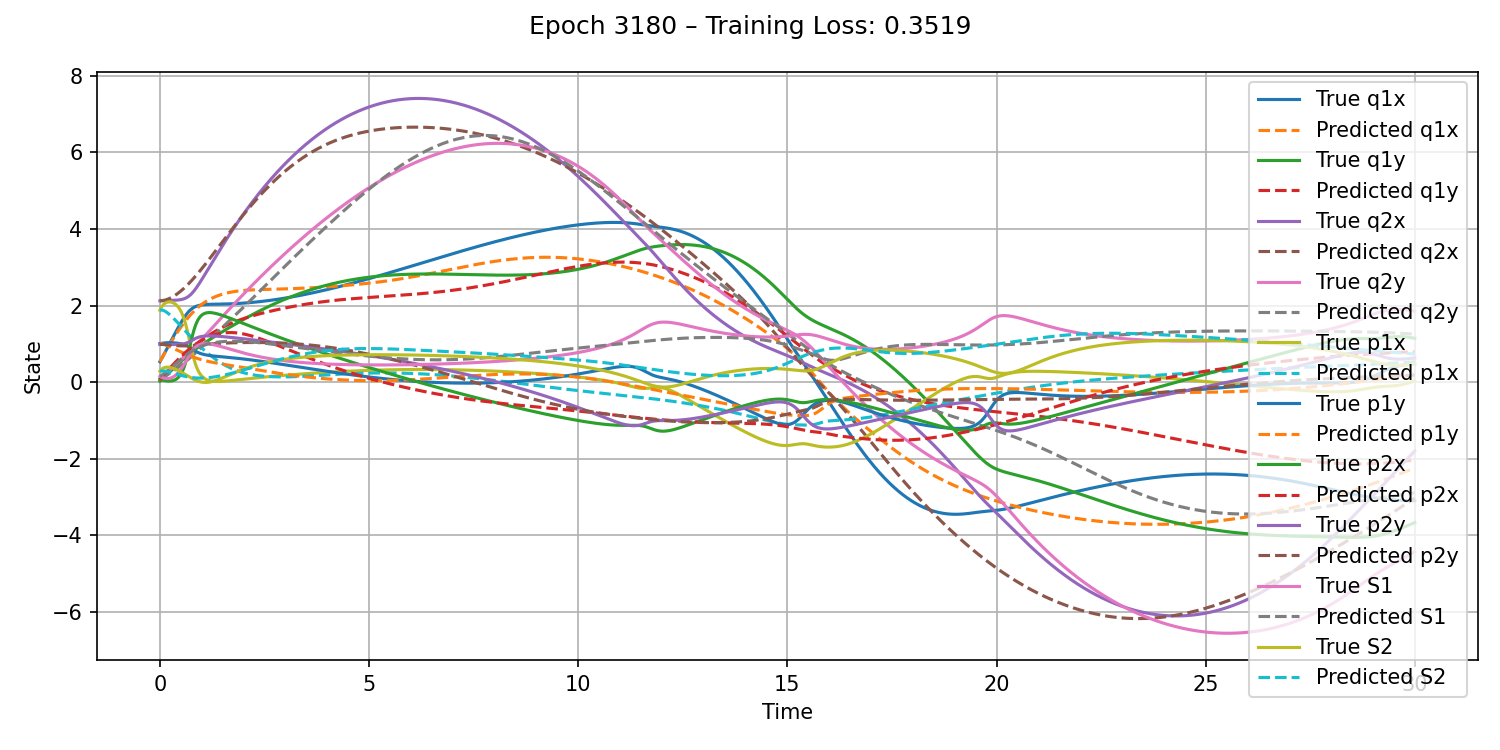 Epoch 3180 – Training Loss: 0.3519
8
6
4
2
0
−2
−4
−6
State
0
5
10
15
20
25
30
Time
True q1x
Predicted q1x
True q1y
Predicted q1y
True q2x
Predicted q2x
True q2y
Predicted q2y
True p1x
Predicted p1x
True p1y
Predicted p1y
True p2x
Predicted p2x
True p2y
Predicted p2y
True S1
Predicted S1
True S2
Predicted S2